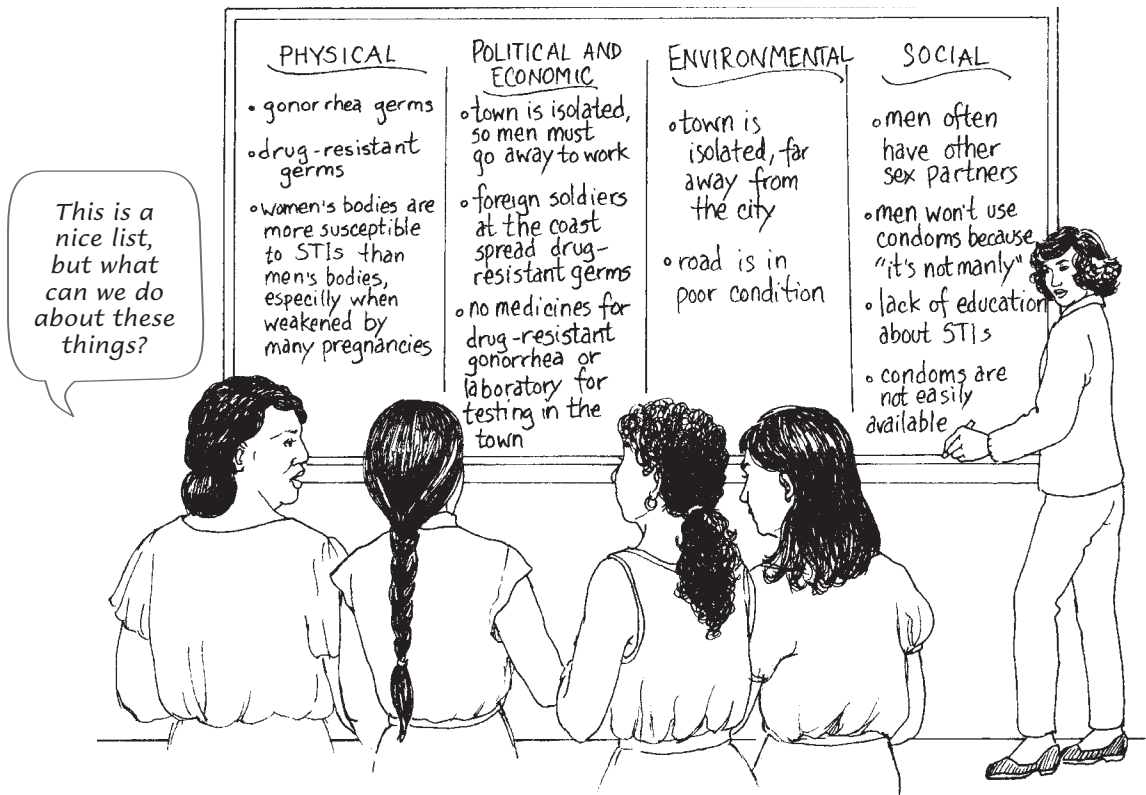 This is a
nice list,
but what
can we do
about these
things?
PHYSICAL
• gonorrhea germs
• drug-resistant
germs
• women's bodies are
more susceptible
to STIs than
men's bodies,
especilly when
weakened by
many pregnancies
POLITICAL AND
ECONOMIC
• town is isolated,
so men must
go away to work
• foreign soldiers
at the coast
spread drug-
resistant germs
• no medicines for
drug-resistant
gonorrhea or
laboratory for
testing in the
town
ENVIRONMENTAL
• town is
isolated, far
away from
the city
• road is in
poor condition
SOCIAL
• men often
have other
sex partners
• men won't use
condoms because
"it's not manly"
• lack of education
about STIs
• condoms are
not easily
available